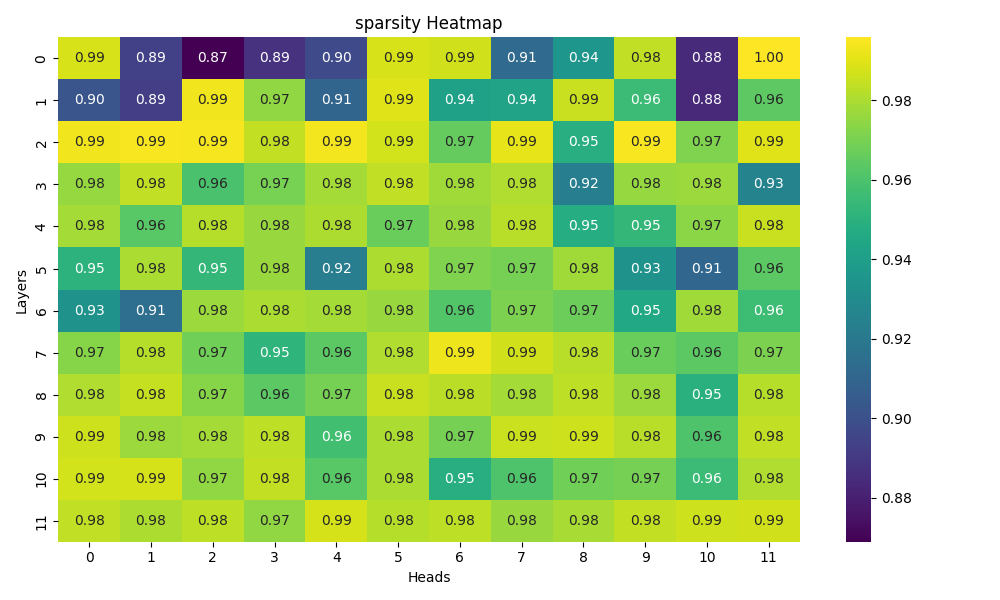 sparsity Heatmap
0 0.99 0.89 0.87 0.89 0.90 0.99 0.99 0.91 0.94 0.98 0.88 1.00
1 0.90 0.89 0.99 0.97 0.91 0.99 0.94 0.94 0.99 0.96 0.88 0.96
2 0.99 0.99 0.99 0.98 0.99 0.99 0.97 0.99 0.95 0.99 0.97 0.99
3 0.98 0.98 0.96 0.97 0.98 0.98 0.98 0.98 0.92 0.98 0.98 0.93
4 0.98 0.96 0.98 0.98 0.98 0.97 0.98 0.98 0.95 0.95 0.97 0.98
5 0.95 0.98 0.95 0.98 0.92 0.98 0.97 0.97 0.98 0.93 0.91 0.96
6 0.93 0.91 0.98 0.98 0.98 0.98 0.96 0.97 0.97 0.95 0.98 0.96
7 0.97 0.98 0.97 0.95 0.96 0.98 0.99 0.99 0.98 0.97 0.96 0.97
8 0.98 0.98 0.97 0.96 0.97 0.98 0.98 0.98 0.98 0.98 0.95 0.98
9 0.99 0.98 0.98 0.98 0.96 0.98 0.97 0.99 0.99 0.98 0.96 0.98
10 0.99 0.99 0.97 0.98 0.96 0.98 0.95 0.96 0.97 0.97 0.96 0.98
11 0.98 0.98 0.98 0.97 0.99 0.98 0.98 0.98 0.98 0.98 0.99 0.99
0 1 2 3 4 5 6 7 8 9 10 11
Heads
Layers
0.98
0.96
0.94
0.92
0.90
0.88